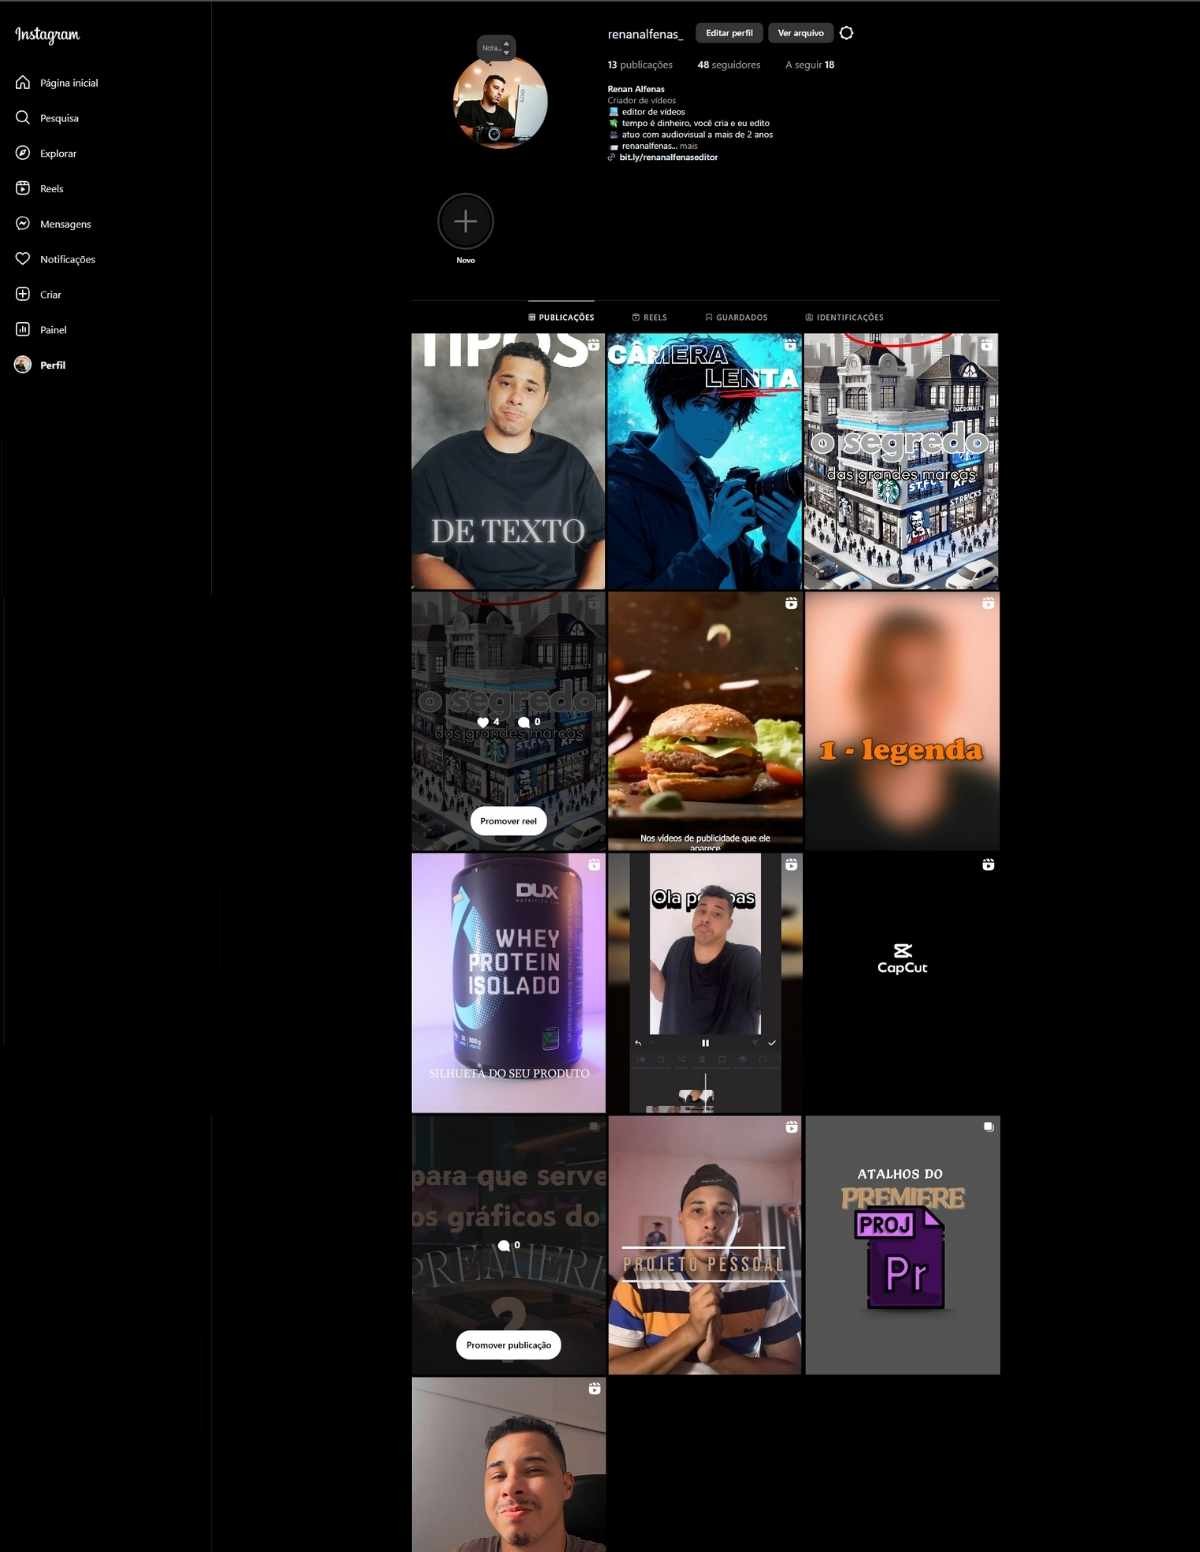 Instagram
Página inicial
Pesquisa
Explorar
Reels
Mensagens
Notificações
Criar
Painel
Perfil
Nota...
renanalfenas_
Editar perfil
Ver arquivo
13 publicações
48 seguidores
A seguir 18
Renan Alfenas
Criador de vídeos
editor de vídeos
tempo é dinheiro, você cria e eu edito
atuo com audiovisual a mais de 2 anos
renanalfenas... mais
bit.ly/renanalfenaseditor
Novo
PUBLICAÇÕES
REELS
GUARDADOS
IDENTIFICAÇÕES
TIPOS
DE TEXTO
CÂMERA
LENTA
o segredo
das grandes marcas
STRBICKS
KFC
o segredo
4
0
das grandes marcas
Promover reel
Nos vídeos de publicidade que ele
aparece
1 - legenda
DUX
WHEY
PROTEIN
ISOLADO
SILHUETA DO SEU PRODUTO
CapCut
para que serve
os gráficos do
0
PREMIERE
?
Promover publicação
PROJETO PESSOAL
ATALHOS DO
PREMIERE
PROJ
Pr